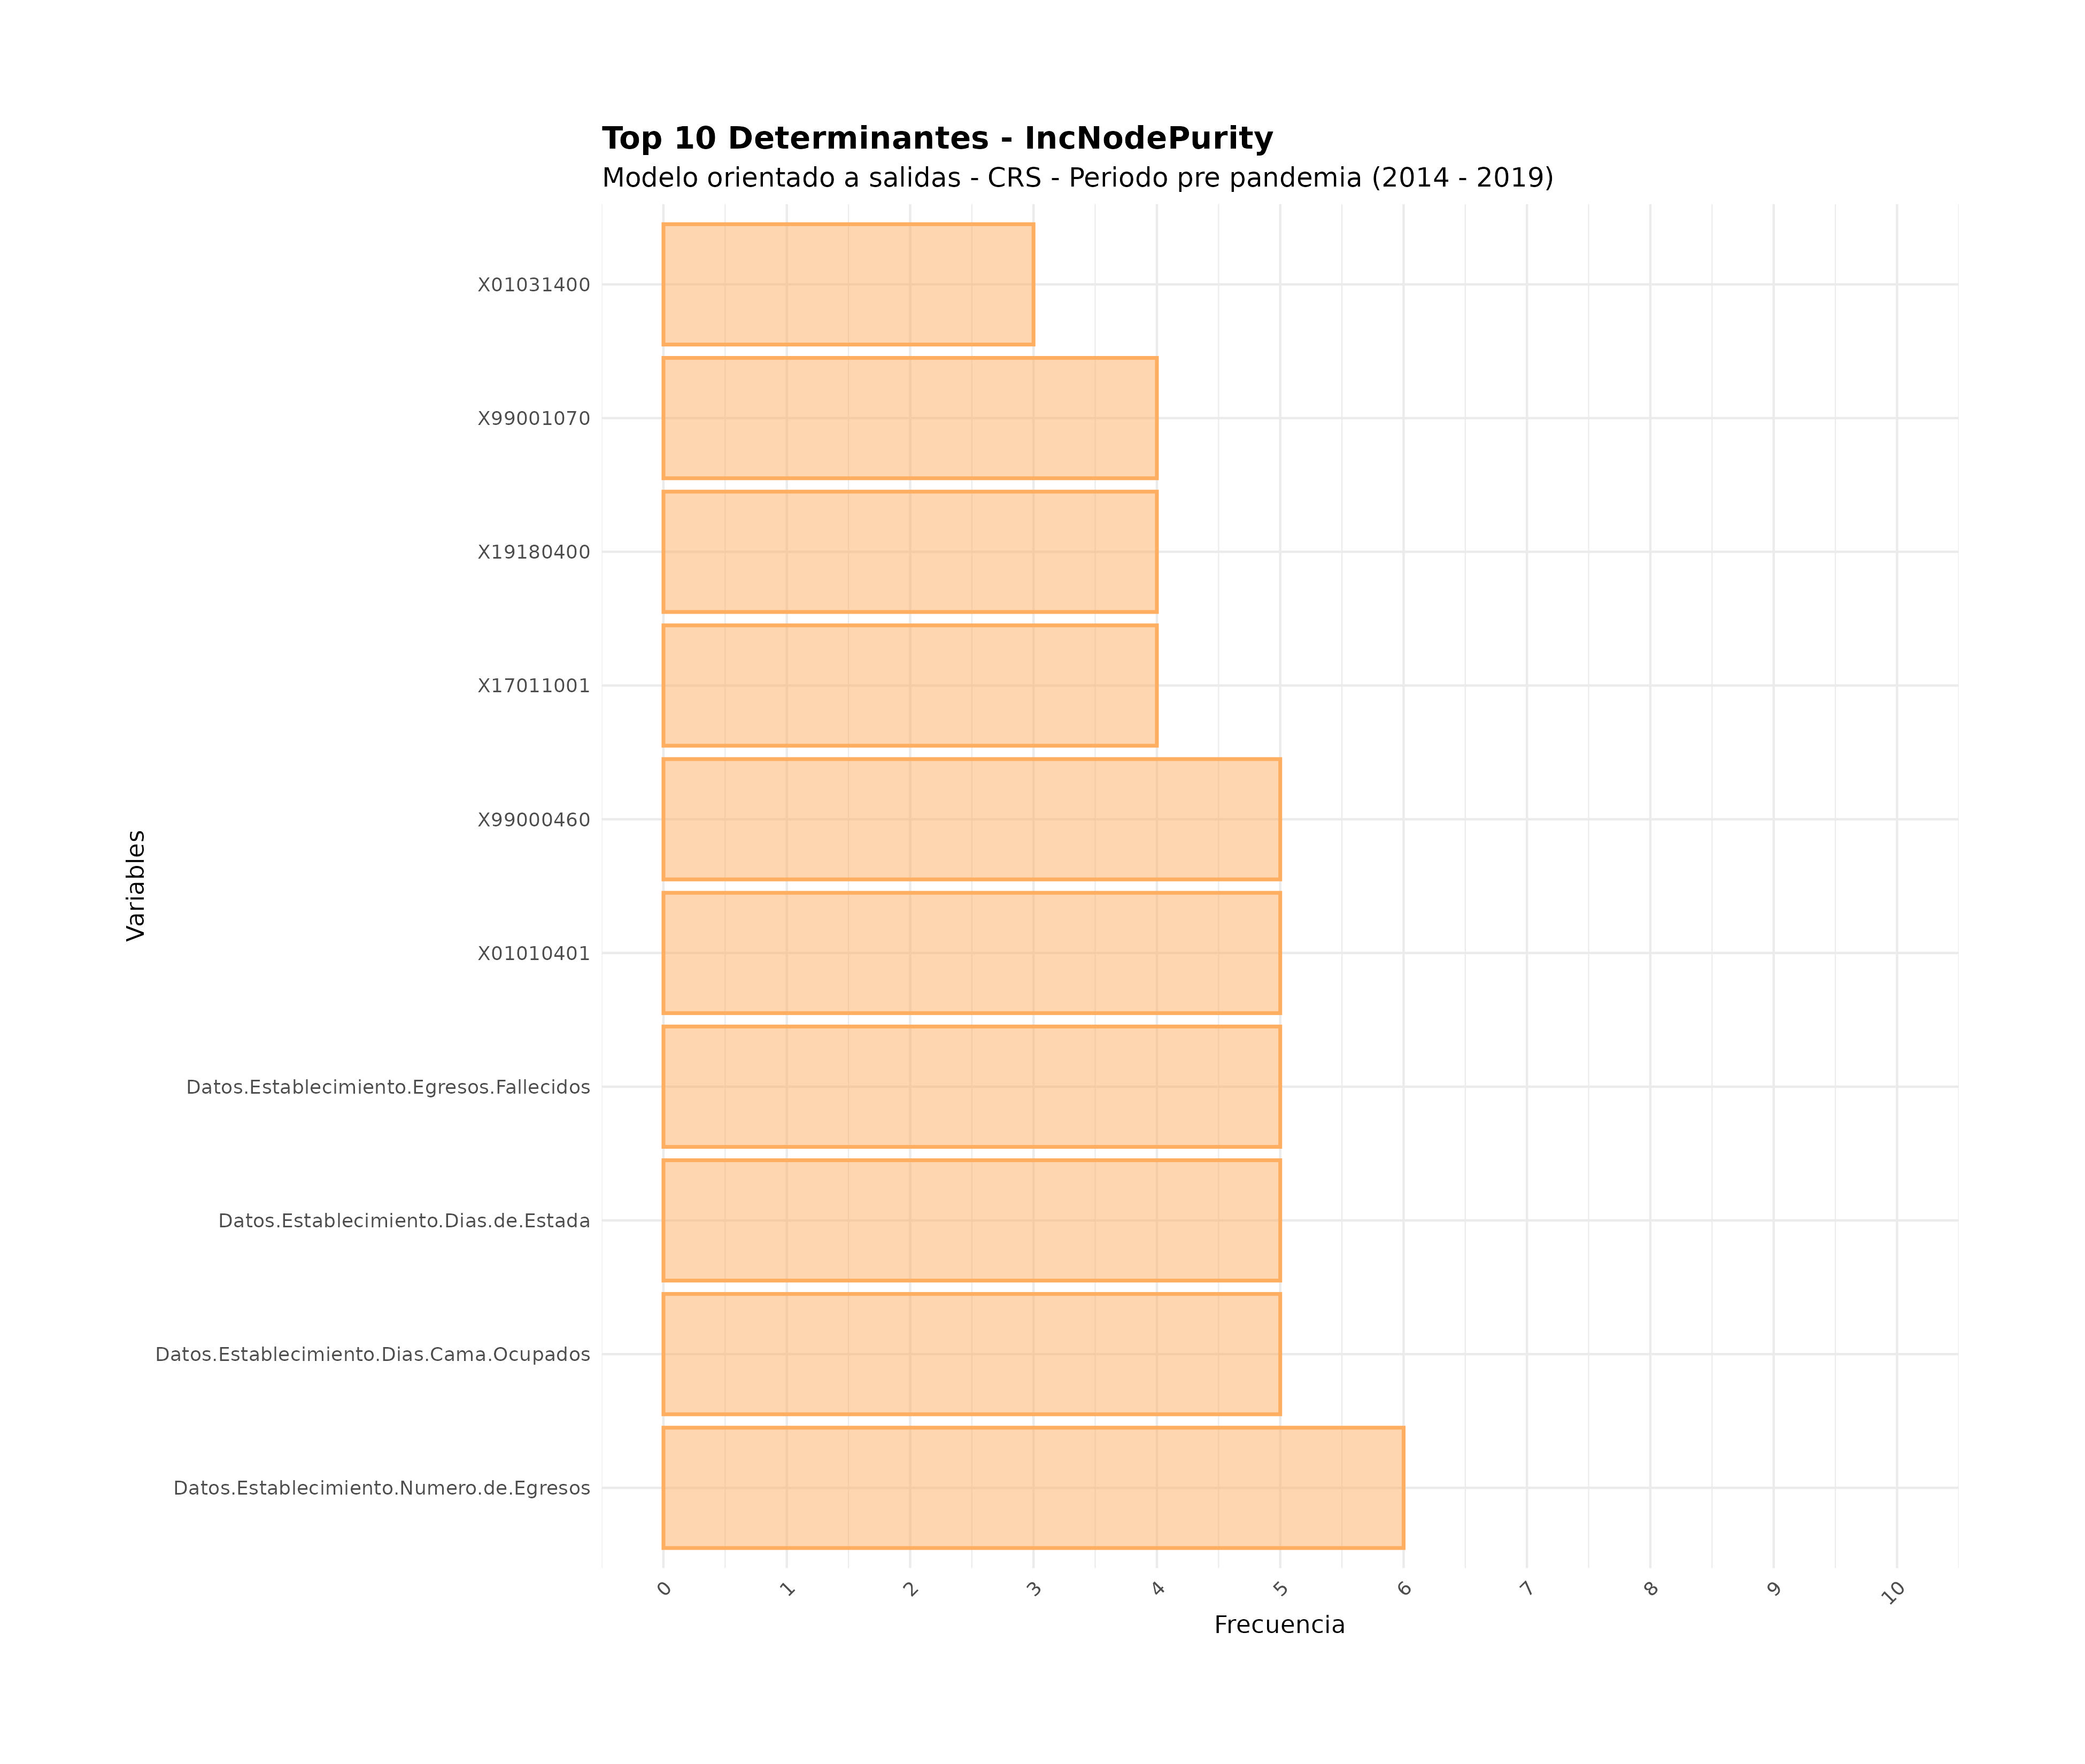 Top 10 Determinantes - IncNodePurity
Modelo orientado a salidas - CRS - Periodo pre pandemia (2014 - 2019)
Variables
X01031400
X99001070
X19180400
X17011001
X99000460
X01010401
Datos.Establecimiento.Egresos.Fallecidos
Datos.Establecimiento.Dias.de.Estada
Datos.Establecimiento.Dias.Cama.Ocupados
Datos.Establecimiento.Numero.de.Egresos
0 1 2 3 4 5 6 7 8 9 10
Frecuencia